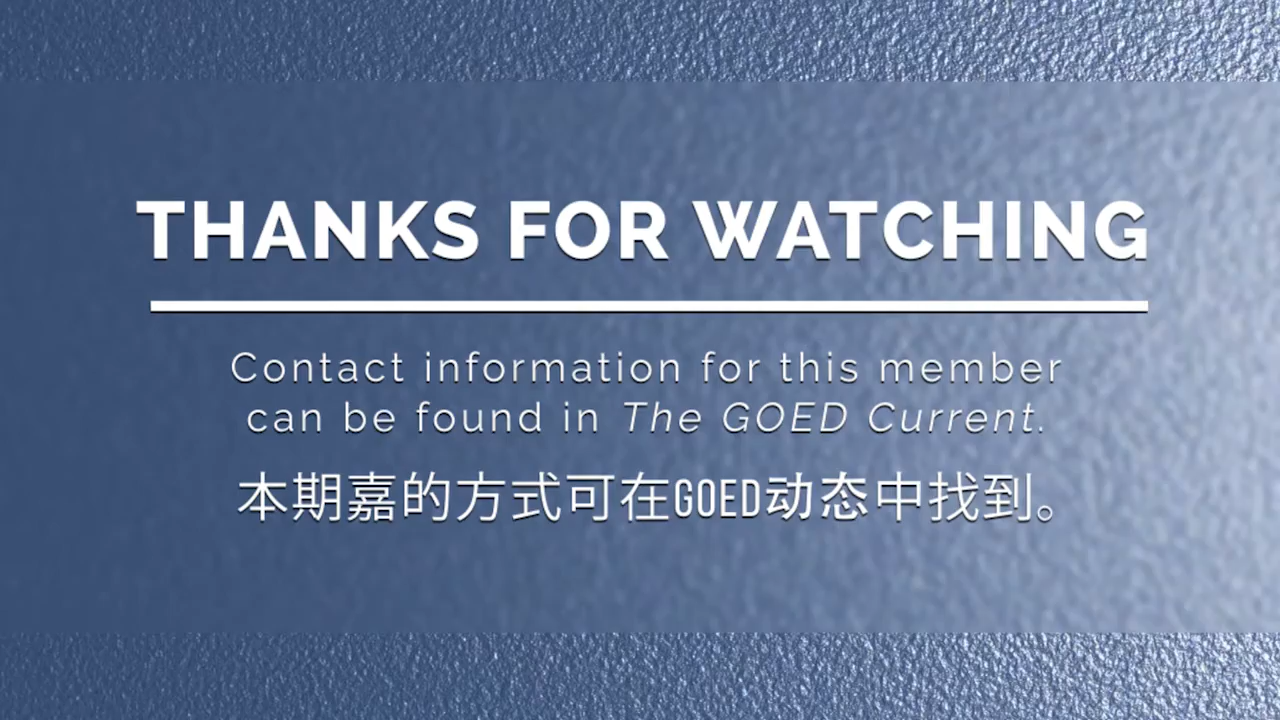 THANKS FOR WATCHING
Contact information for this member
can be found in The GOED Current.
本期嘉的方式可在GOED动态中找到。